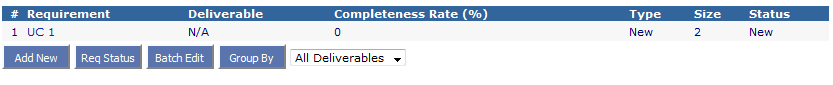 # Requirement Deliverable Completeness Rate (%) Type Size Status
1 UC 1 N/A 0 New 2 New
Add New Req Status Batch Edit Group By All Deliverables